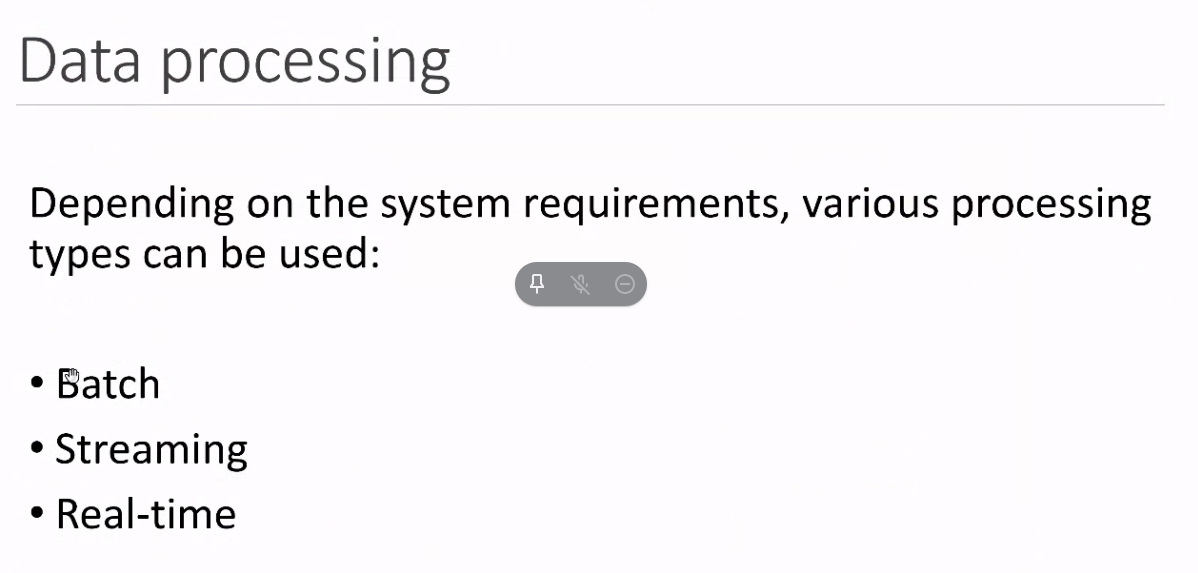 Data processing
Depending on the system requirements, various processing
types can be used:
• Batch
• Streaming
• Real-time